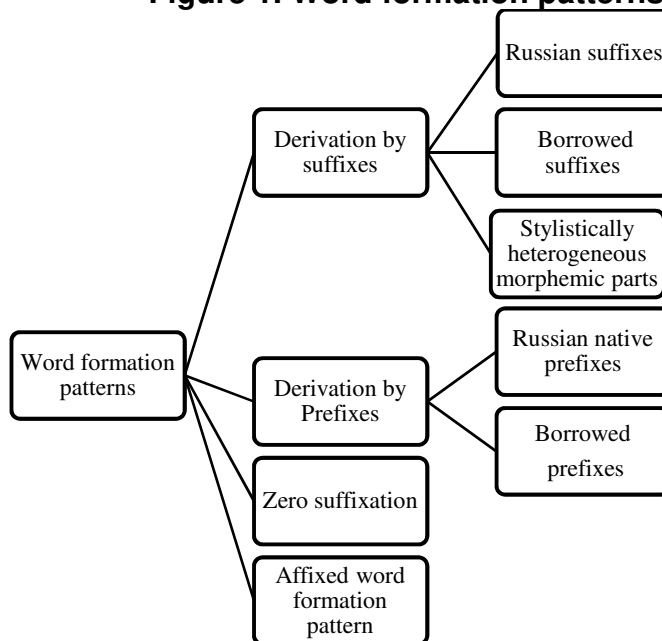 Figure 1. Word formation patterns
Russian suffixes
Derivation by
suffixes
Borrowed
suffixes
Stylistically
heterogeneous
morphemic parts
Word formation
patterns
Russian native
prefixes
Derivation by
Prefixes
Borrowed
prefixes
Zero suffixation
Affixed word
formation
pattern